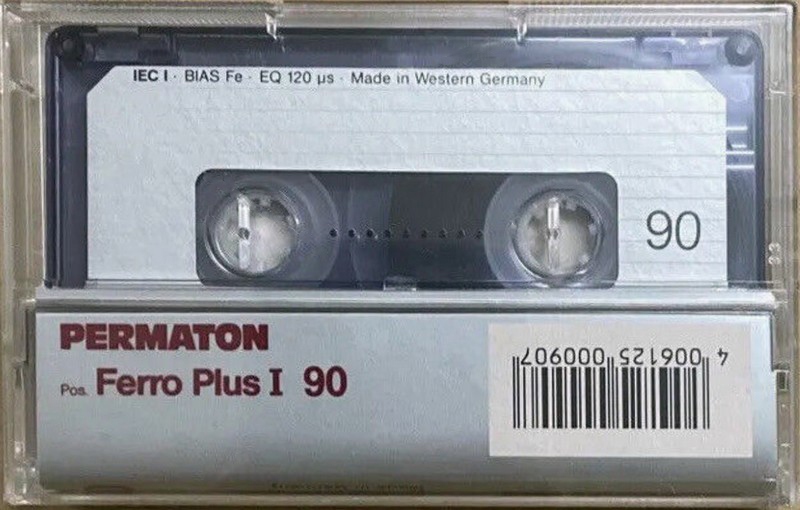 IEC I · BIAS Fe · EQ 120 µs · Made in Western Germany
90
PERMATON
Pos. Ferro Plus I 90
4 006125 000907